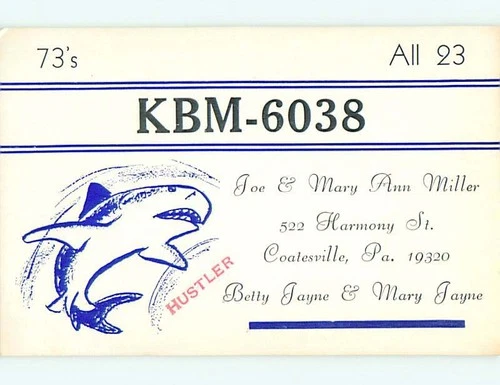 73's
All 23
KBM-6038
Joe & Mary Ann Miller
522 Harmony St.
Coatesville, Pa. 19320
HUSTLER
Betty Jayne & Mary Jayne